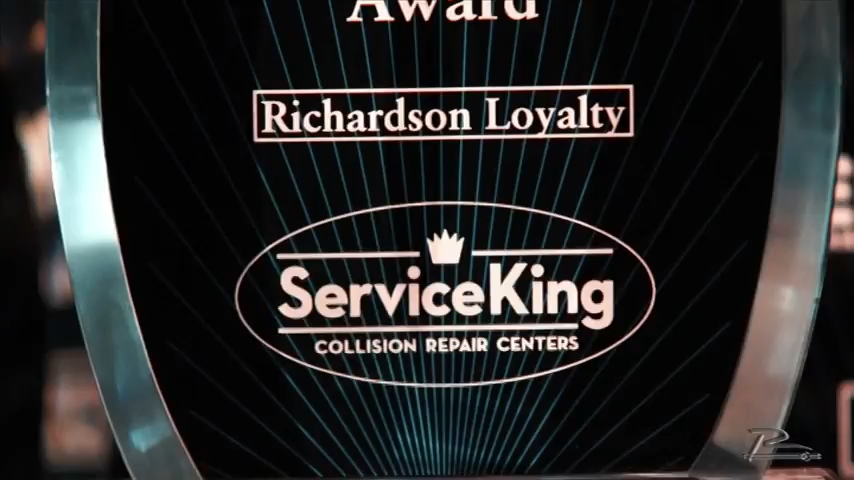 Award
Richardson Loyalty
ServiceKing
COLLISION REPAIR CENTERS